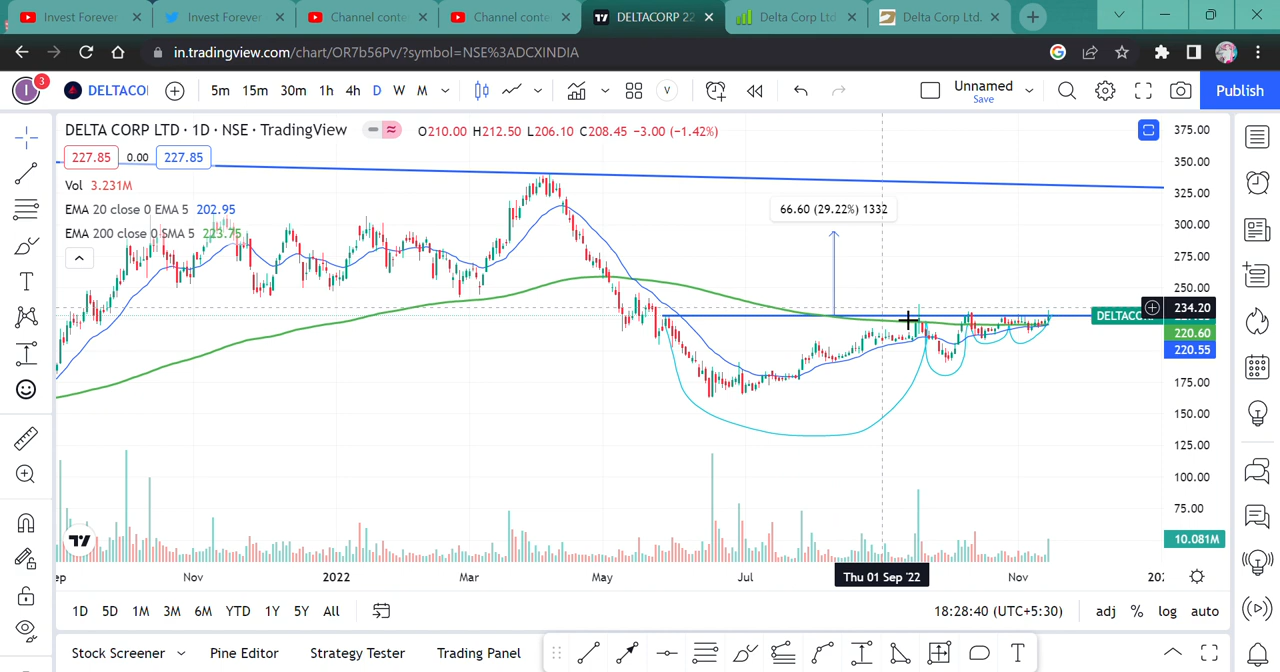 Invest Forever
Invest Forever
Channel conte
Channel conte
DELTACORP 22
Delta Corp Ltd
Delta Corp Ltd.
in.tradingview.com/chart/OR7b56Pv/?symbol=NSE%3ADCXINDIA
I 3 DELTACO 5m 15m 30m 1h 4h D W M V Unnamed Save Publish
DELTA CORP LTD · 1D · NSE · TradingView O210.00 H212.50 L206.10 C208.45 −3.00 (−1.42%)
227.85 0.00 227.85
Vol 3.231M
EMA 20 close 0 EMA 5 202.95
EMA 200 close 0 SMA 5 223.75
66.60 (29.22%) 1332
375.00
350.00
325.00
300.00
275.00
250.00
234.20
220.60
220.55
175.00
150.00
125.00
100.00
75.00
10.081M
Nov 2022 Mar May Jul Thu 01 Sep '22 Nov
1D 5D 1M 3M 6M YTD 1Y 5Y All 18:28:40 (UTC+5:30) adj % log auto
Stock Screener Pine Editor Strategy Tester Trading Panel